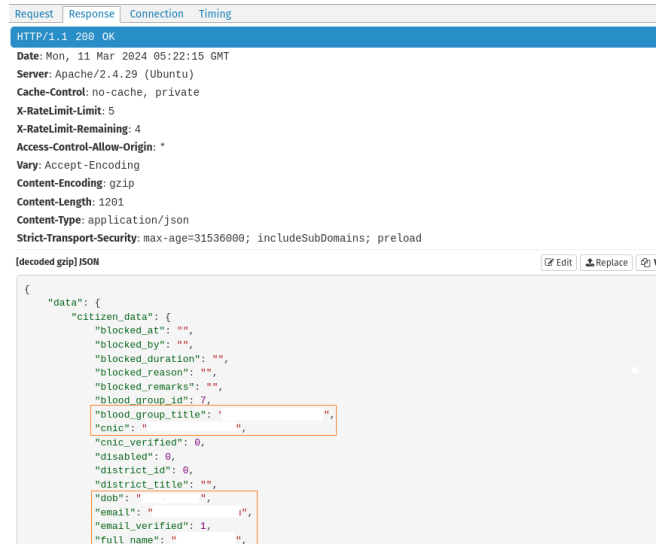 Request Response Connection Timing
HTTP/1.1 200 OK
Date: Mon, 11 Mar 2024 05:22:15 GMT
Server: Apache/2.4.29 (Ubuntu)
Cache-Control: no-cache, private
X-RateLimit-Limit: 5
X-RateLimit-Remaining: 4
Access-Control-Allow-Origin: *
Vary: Accept-Encoding
Content-Encoding: gzip
Content-Length: 1201
Content-Type: application/json
Strict-Transport-Security: max-age=31536000; includeSubDomains; preload
[decoded gzip] JSON Edit Replace
{
"data": {
"citizen_data": {
"blocked_at": "",
"blocked_by": "",
"blocked_duration": "",
"blocked_reason": "",
"blocked_remarks": "",
"blood_group_id": 7,
"blood_group_title": ' ",
"cnic": " ",
"cnic_verified": 0,
"disabled": 0,
"district_id": 0,
"district_title": "",
"dob": " ",
"email": " ",
"email_verified": 1,
"full_name": " ",